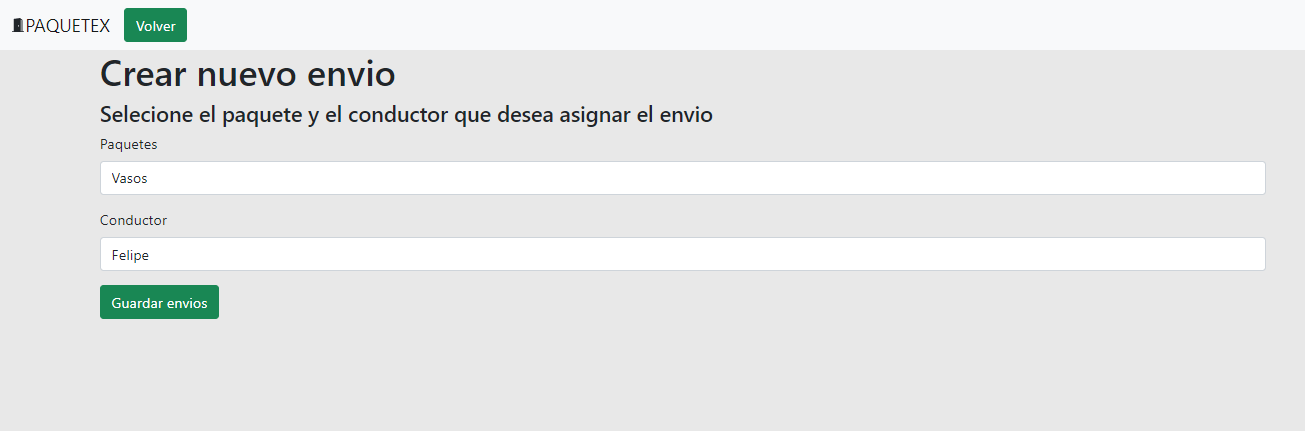 PAQUETEX Volver
Crear nuevo envio
Selecione el paquete y el conductor que desea asignar el envio
Paquetes
Vasos
Conductor
Felipe
Guardar envios